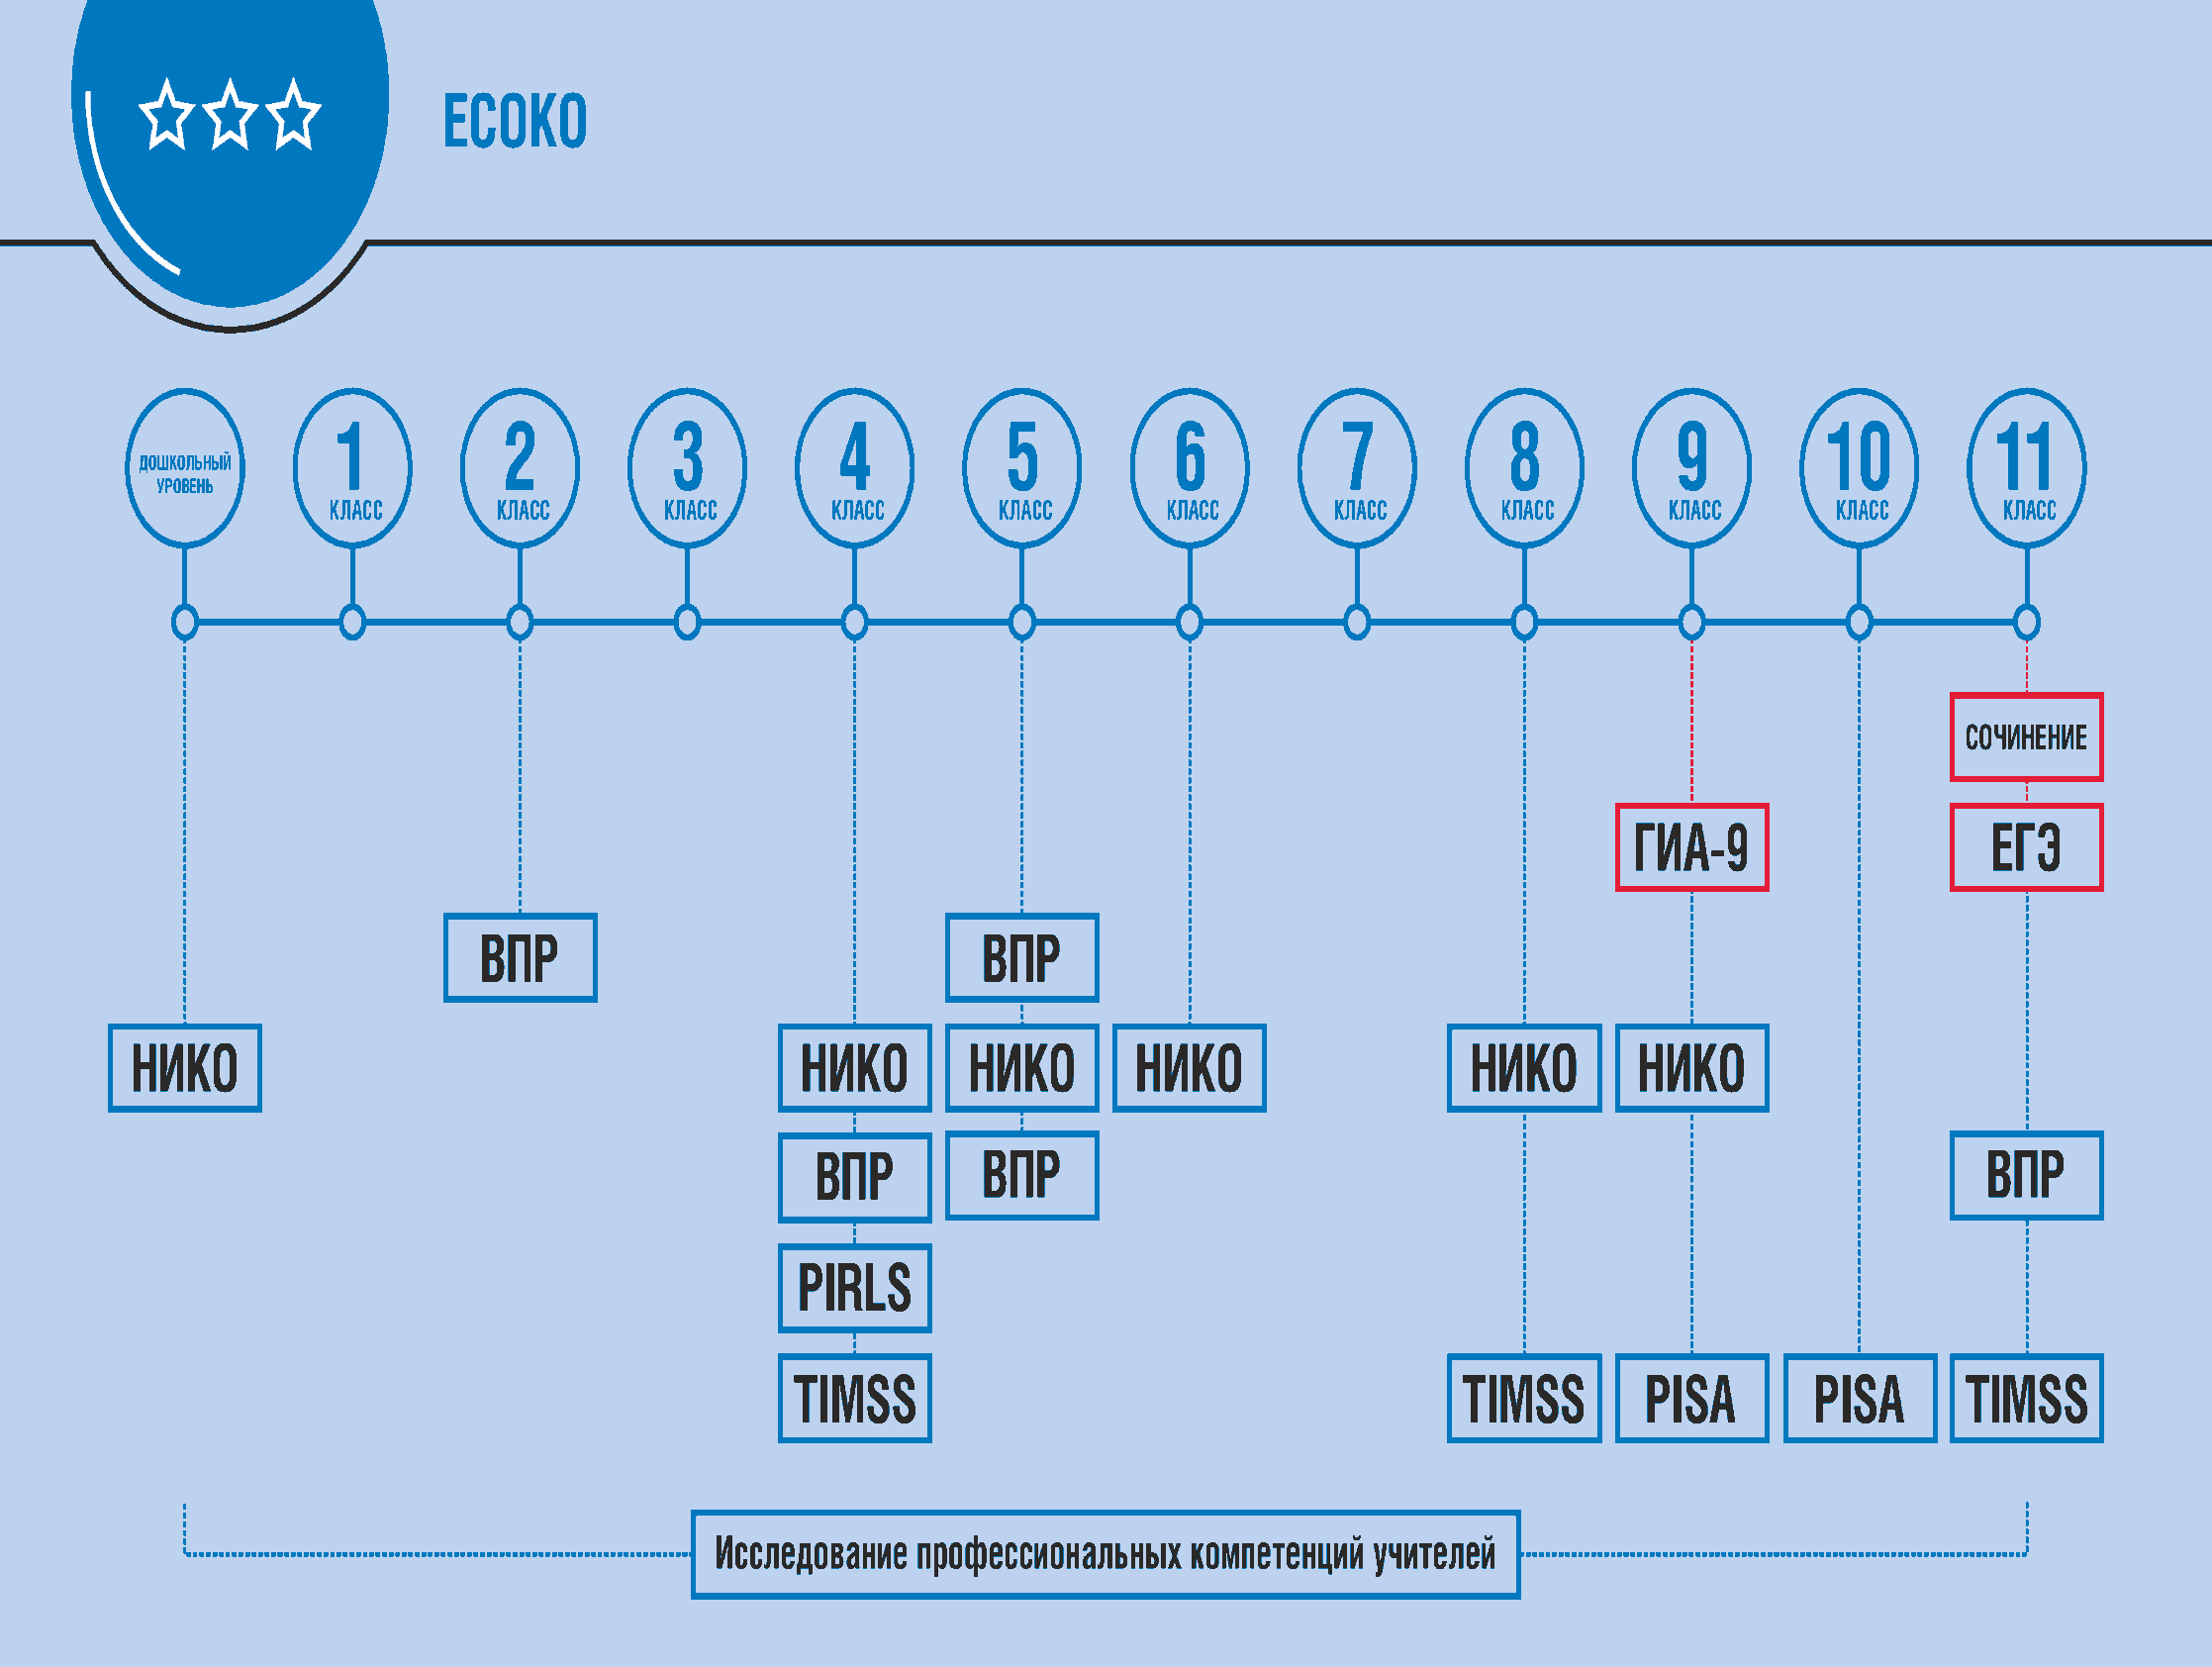 ЕСОКО
ДОШКОЛЬНЫЙ
УРОВЕНЬ
1
КЛАСС
2
КЛАСС
3
КЛАСС
4
КЛАСС
5
КЛАСС
6
КЛАСС
7
КЛАСС
8
КЛАСС
9
КЛАСС
10
КЛАСС
11
КЛАСС
СОЧИНЕНИЕ
ГИА-9
ЕГЭ
ВПР
ВПР
НИКО
НИКО
НИКО
НИКО
НИКО
НИКО
ВПР
ВПР
ВПР
PIRLS
TIMSS
TIMSS
PISA
PISA
TIMSS
Исследование профессиональных компетенций учителей